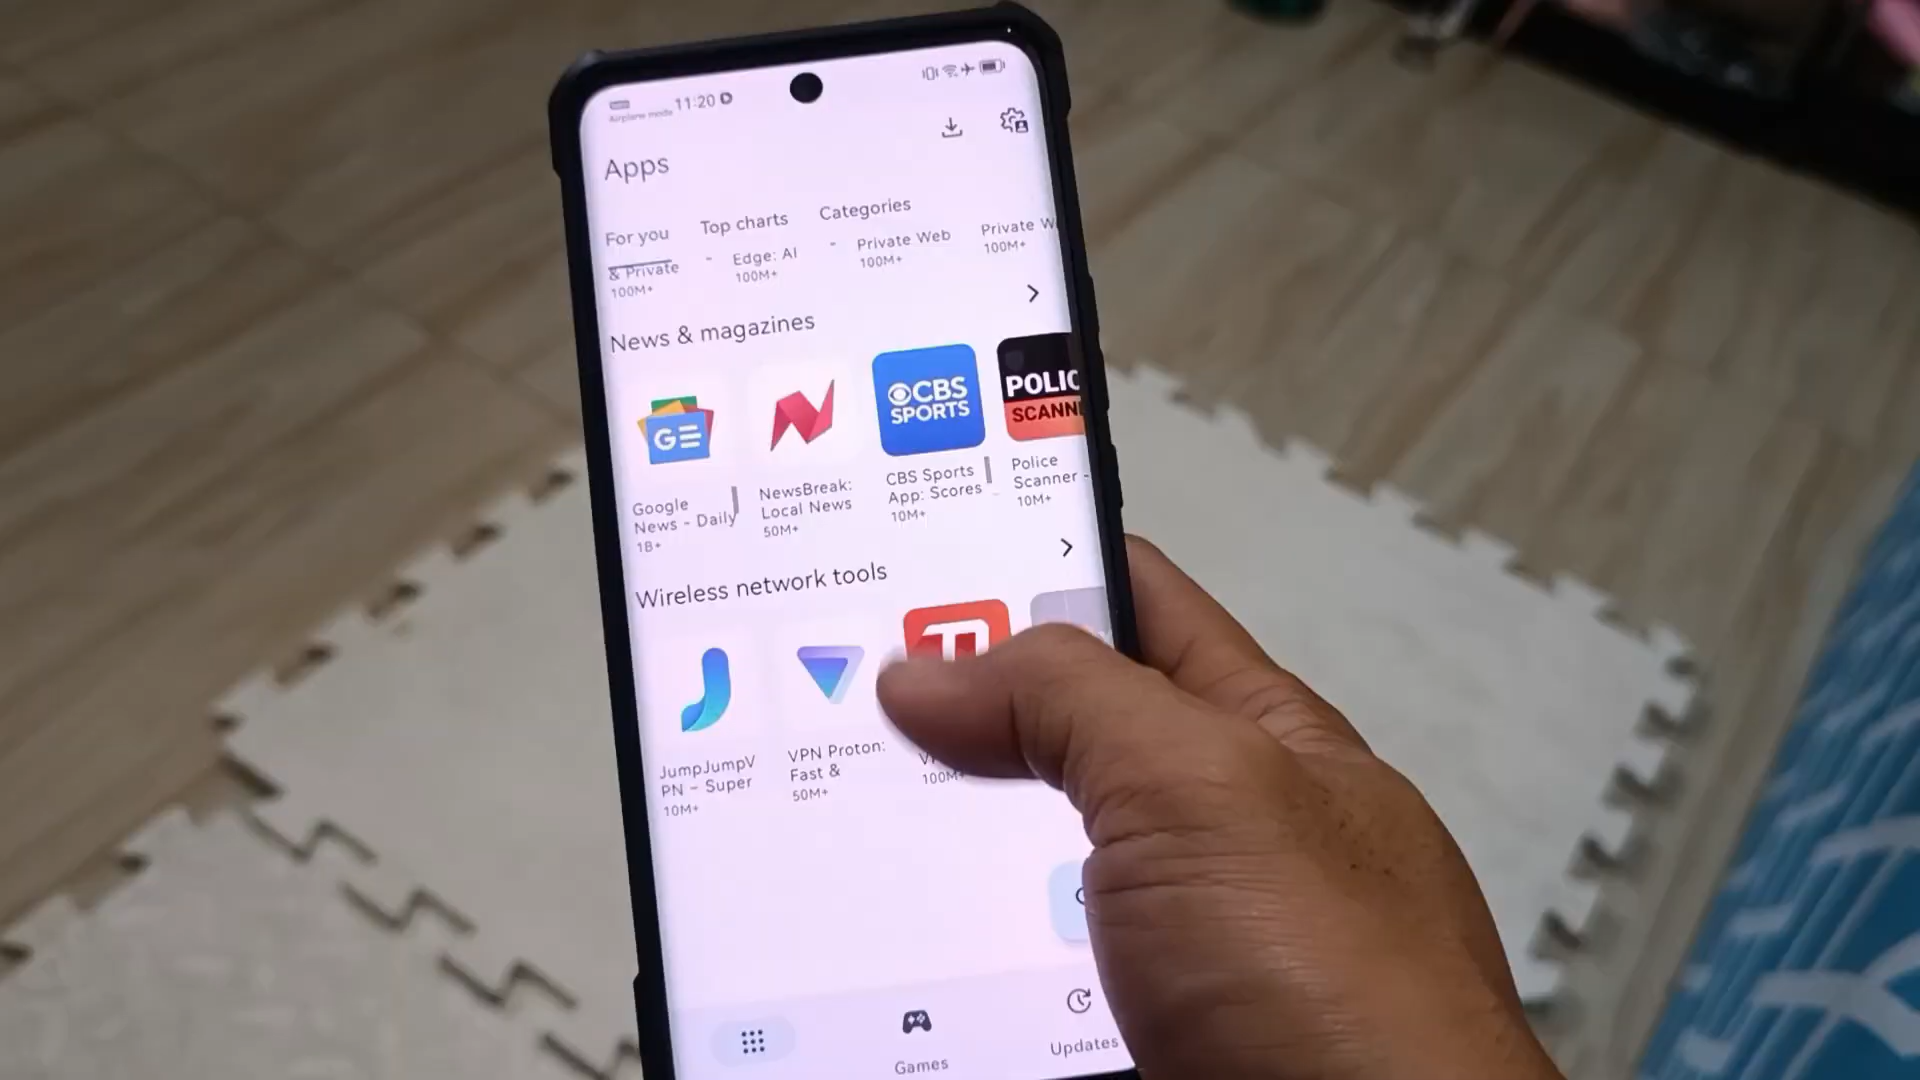 Airplane mode 11:20
Apps
For you Top charts Categories
& Private
100M+
- Edge: AI
100M+
- Private Web
100M+
Private W
100M+
News & magazines
GE
CBS
SPORTS
POLIC
SCANN
Google
News - Daily
1B+
NewsBreak:
Local News
50M+
CBS Sports
App: Scores
10M+
Police
Scanner -
10M+
Wireless network tools
JumpJumpV
PN - Super
10M+
VPN Proton:
Fast &
50M+
100M+
Games
Updates